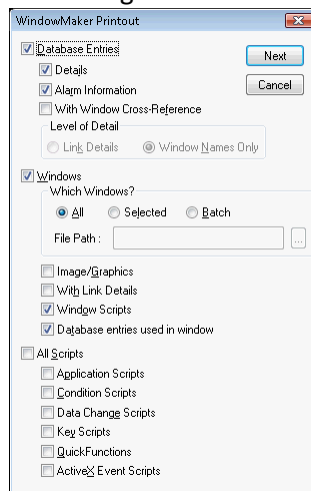 WindowMaker Printout
Database Entries
Next
Details
Alarm Information
Cancel
With Window Cross-Reference
Level of Detail
Link Details Window Names Only
Windows
Which Windows?
All Selected Batch
File Path :
...
Image/Graphics
With Link Details
Window Scripts
Database entries used in window
All Scripts
Application Scripts
Condition Scripts
Data Change Scripts
Key Scripts
QuickFunctions
ActiveX Event Scripts